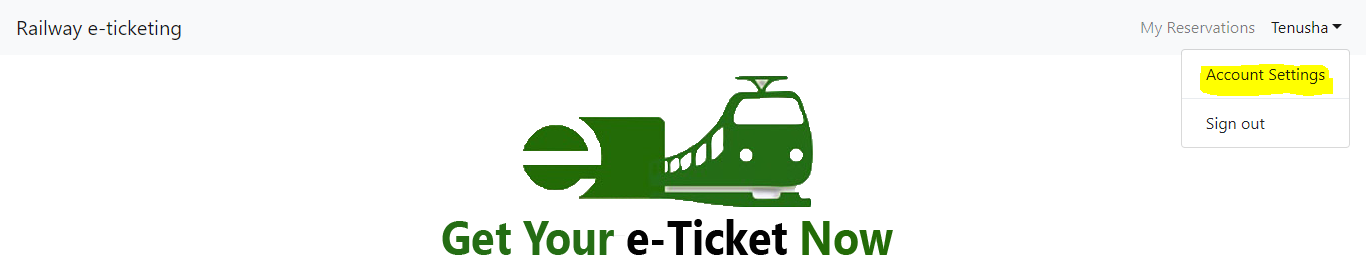 Railway e-ticketing
My Reservations Tenusha
Account Settings
Sign out
e
Get Your e-Ticket Now